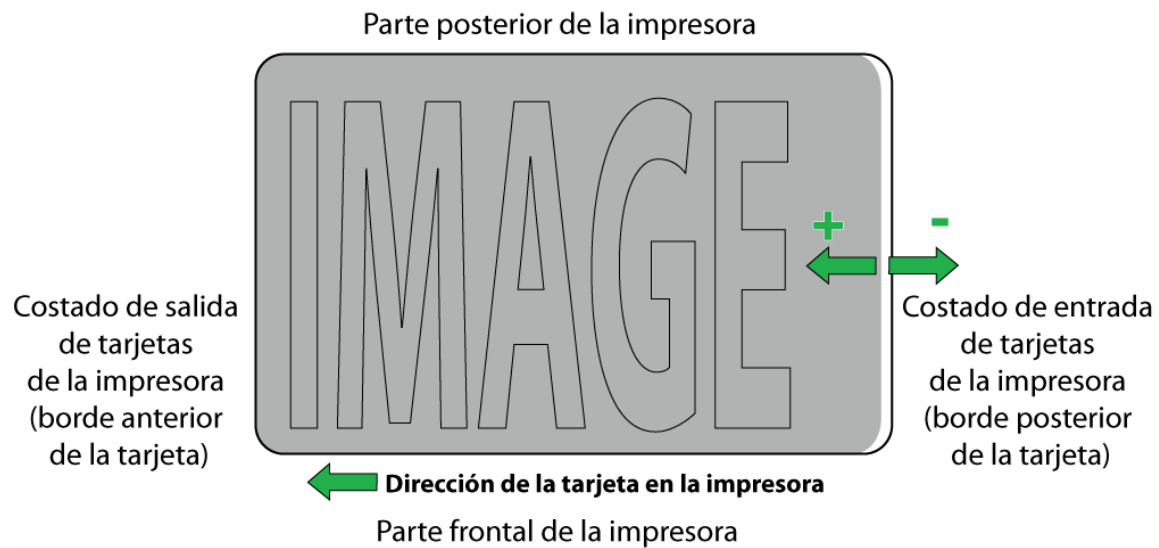 Parte posterior de la impresora
IMAGE
+ -
Costado de salida
de tarjetas
de la impresora
(borde anterior
de la tarjeta)
Costado de entrada
de tarjetas
de la impresora
(borde posterior
de la tarjeta)
Dirección de la tarjeta en la impresora
Parte frontal de la impresora